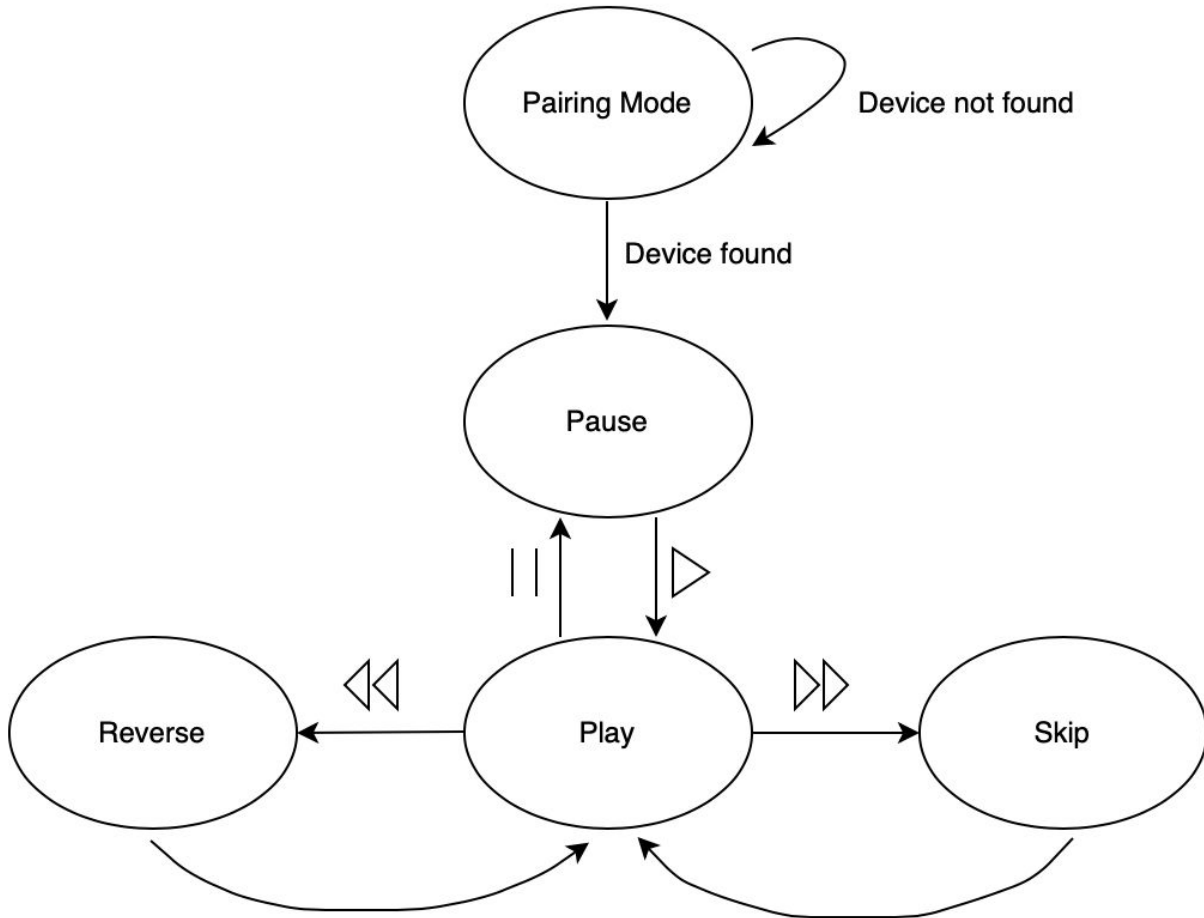 Pairing Mode
Device not found
Device found
Pause
Reverse
Play
Skip